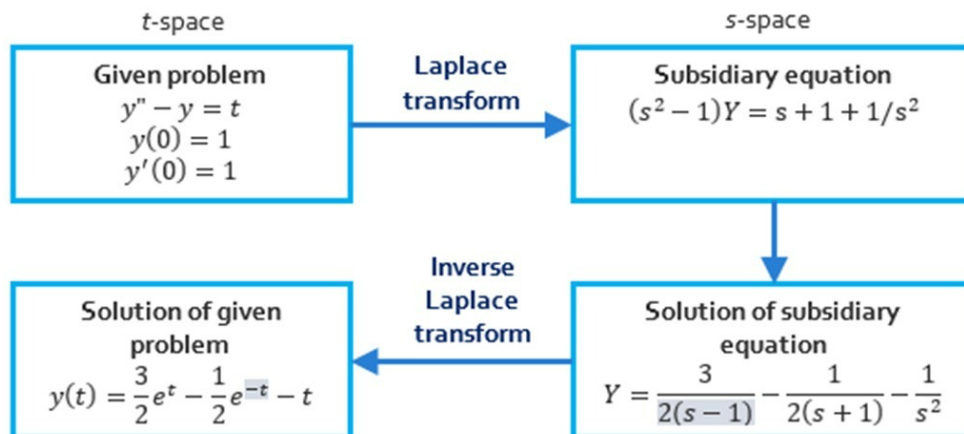 t-space
s-space
Given problem
y" − y = t
y(0) = 1
y′(0) = 1
Laplace
transform
Subsidiary equation
(s² − 1)Y = s + 1 + 1/s²
Solution of given
problem
y(t) = 3/2 eᵗ − 1/2 e⁻ᵗ − t
Inverse
Laplace
transform
Solution of subsidiary
equation
Y = 3/2(s − 1) − 1/2(s + 1) − 1/s²